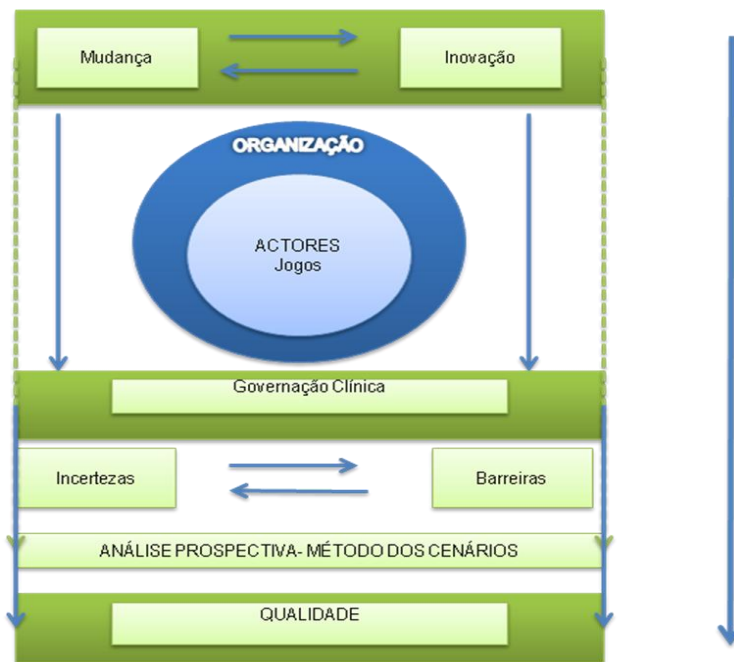 Mudança
Inovação
ORGANIZAÇÃO
ACTORES
Jogos
Governação Clínica
Incertezas
Barreiras
ANÁLISE PROSPECTIVA- MÉTODO DOS CENÁRIOS
QUALIDADE